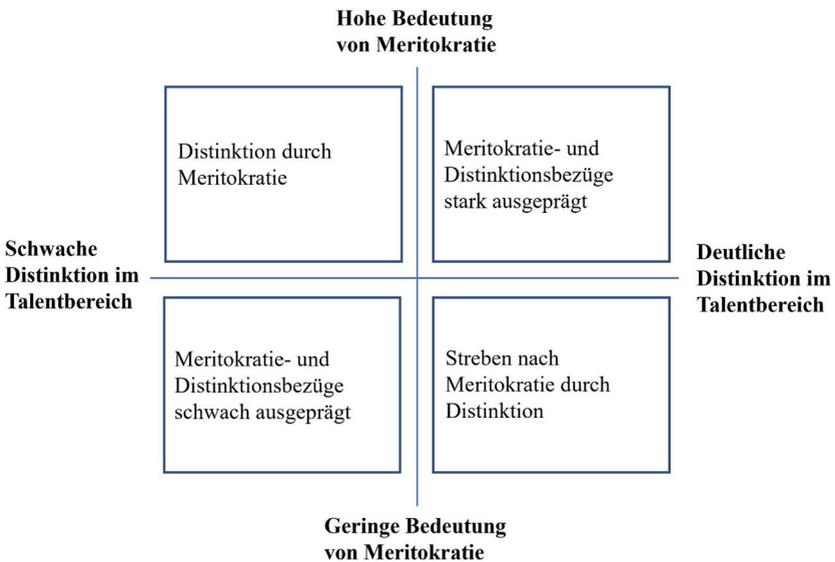 Hohe Bedeutung
von Meritokratie
Distinktion durch
Meritokratie
Meritokratie- und
Distinktionsbezüge
stark ausgeprägt
Schwache
Distinktion im
Talentbereich
Deutliche
Distinktion im
Talentbereich
Meritokratie- und
Distinktionsbezüge
schwach ausgeprägt
Streben nach
Meritokratie durch
Distinktion
Geringe Bedeutung
von Meritokratie